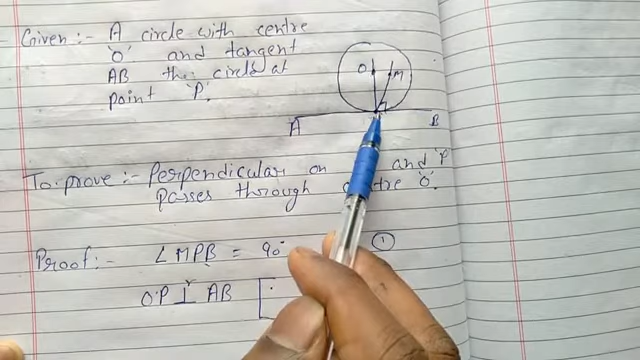 Given :- A circle with centre
'O' and tangent
AB the circle at
point 'P'.
O M
A B
To prove :- Perpendicular on and 'P'
passes through 'O'.
Proof :- ∠MPB = 90° ①
OP ⊥ AB [